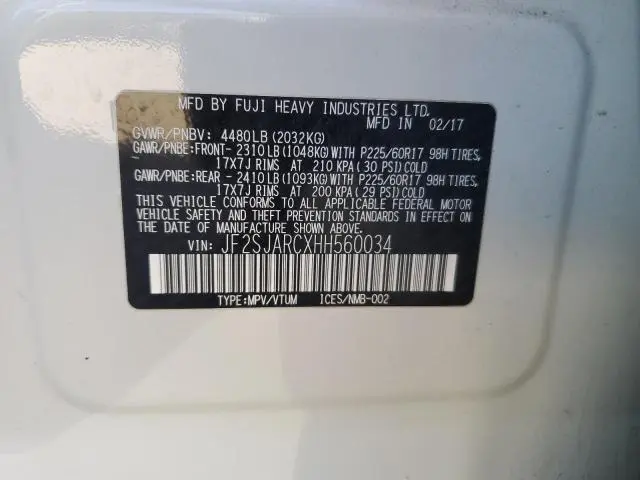 MFD BY FUJI HEAVY INDUSTRIES LTD.
MFD IN 02/17
GVWR/PNBV: 4480LB(2032KG)
GAWR/PNBE:FRONT- 2310LB(1048KG)WITH P225/60R17 98H TIRES,
17X7J RIMS AT 210 KPA(30 PSI)COLD
GAWR/PNBE:REAR - 2410LB(1093KG)WITH P225/60R17 98H TIRES,
17X7J RIMS AT 200 KPA(29 PSI)COLD
THIS VEHICLE CONFORMS TO ALL APPLICABLE FEDERAL MOTOR
VEHICLE SAFETY AND THEFT PREVENTION STANDARDS IN EFFECT ON
THE DATE OF MANUFACTURE SHOWN ABOVE.
VIN: JF2SJARCXHH560034
TYPE:MPV/VTUM ICES/NMB-002